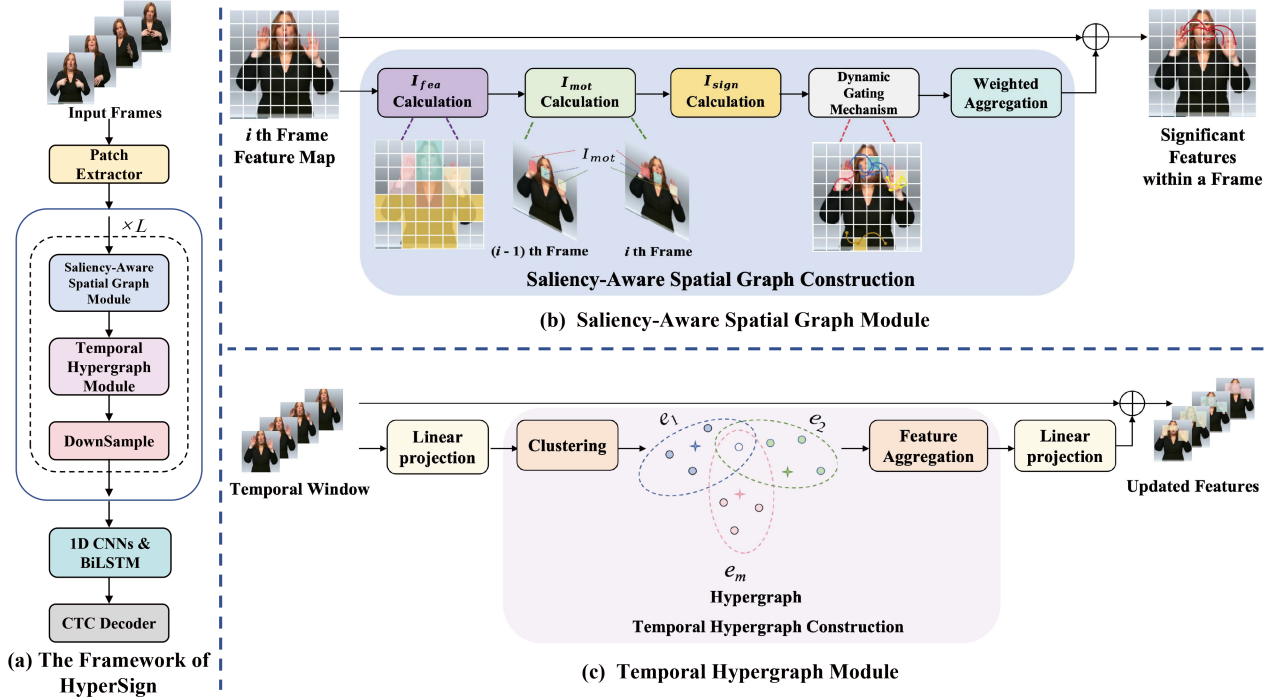 Input Frames
Patch
Extractor
×L
Saliency-Aware
Spatial Graph
Module
Temporal
Hypergraph
Module
DownSample
1D CNNs &
BiLSTM
CTC Decoder
(a) The Framework of
HyperSign
i th Frame
Feature Map
I_fea
Calculation
I_mot
Calculation
I_sign
Calculation
Dynamic
Gating
Mechanism
Weighted
Aggregation
I_mot
(i - 1) th Frame
i th Frame
Saliency-Aware Spatial Graph Construction
Significant
Features
within a Frame
(b) Saliency-Aware Spatial Graph Module
Temporal Window
Linear
projection
Clustering
e_1
e_2
e_m
Hypergraph
Feature
Aggregation
Linear
projection
Updated Features
Temporal Hypergraph Construction
(c) Temporal Hypergraph Module